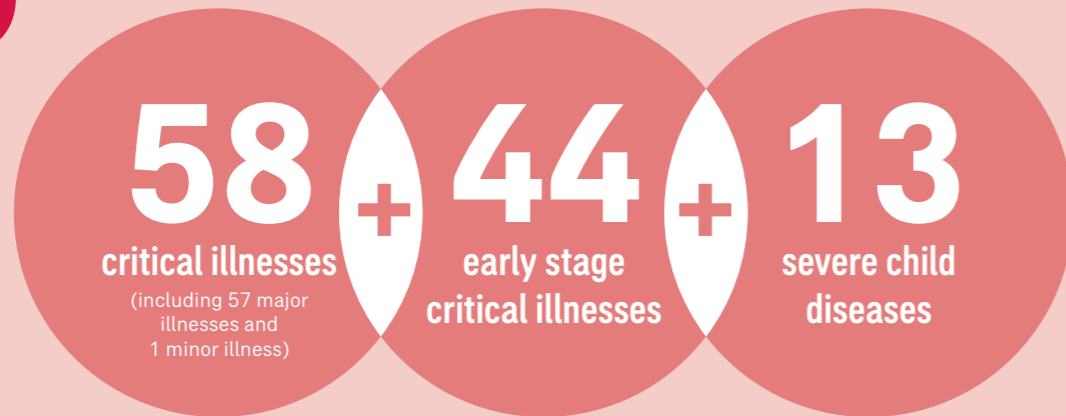 58
critical illnesses
(including 57 major
illnesses and
1 minor illness)
+
44
early stage
critical illnesses
+
13
severe child
diseases